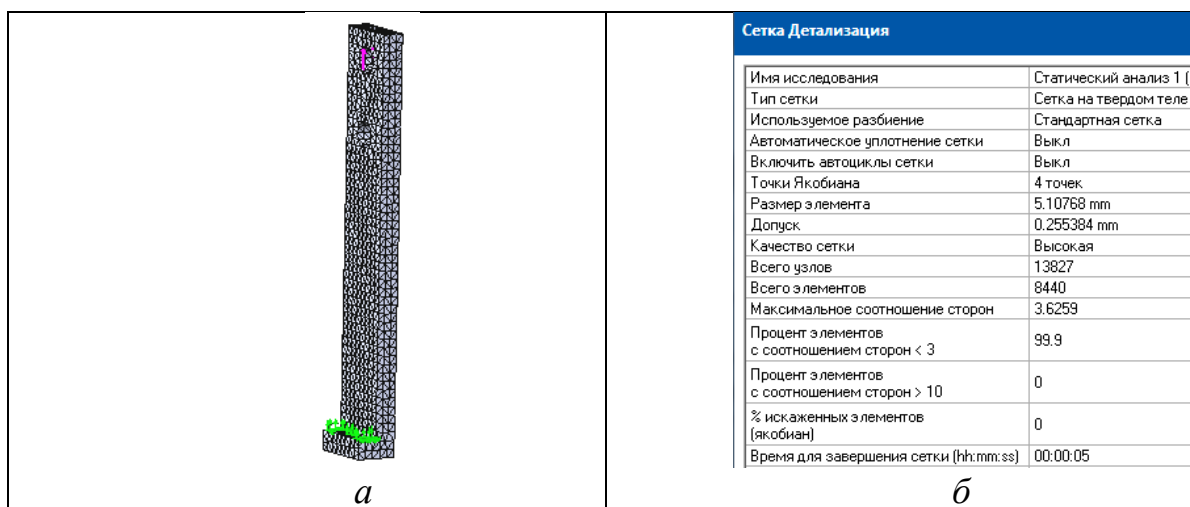 Сетка Детализация
Имя исследования Статический анализ 1 (
Тип сетки Сетка на твердом теле
Используемое разбиение Стандартная сетка
Автоматическое уплотнение сетки Выкл
Включить автоциклы сетки Выкл
Точки Якобиана 4 точек
Размер элемента 5.10768 mm
Допуск 0.255384 mm
Качество сетки Высокая
Всего узлов 13827
Всего элементов 8440
Максимальное соотношение сторон 3.6259
Процент элементов
с соотношением сторон < 3 99.9
Процент элементов
с соотношением сторон > 10 0
% искаженных элементов
(якобиан) 0
Время для завершения сетки (hh:mm:ss) 00:00:05
а б